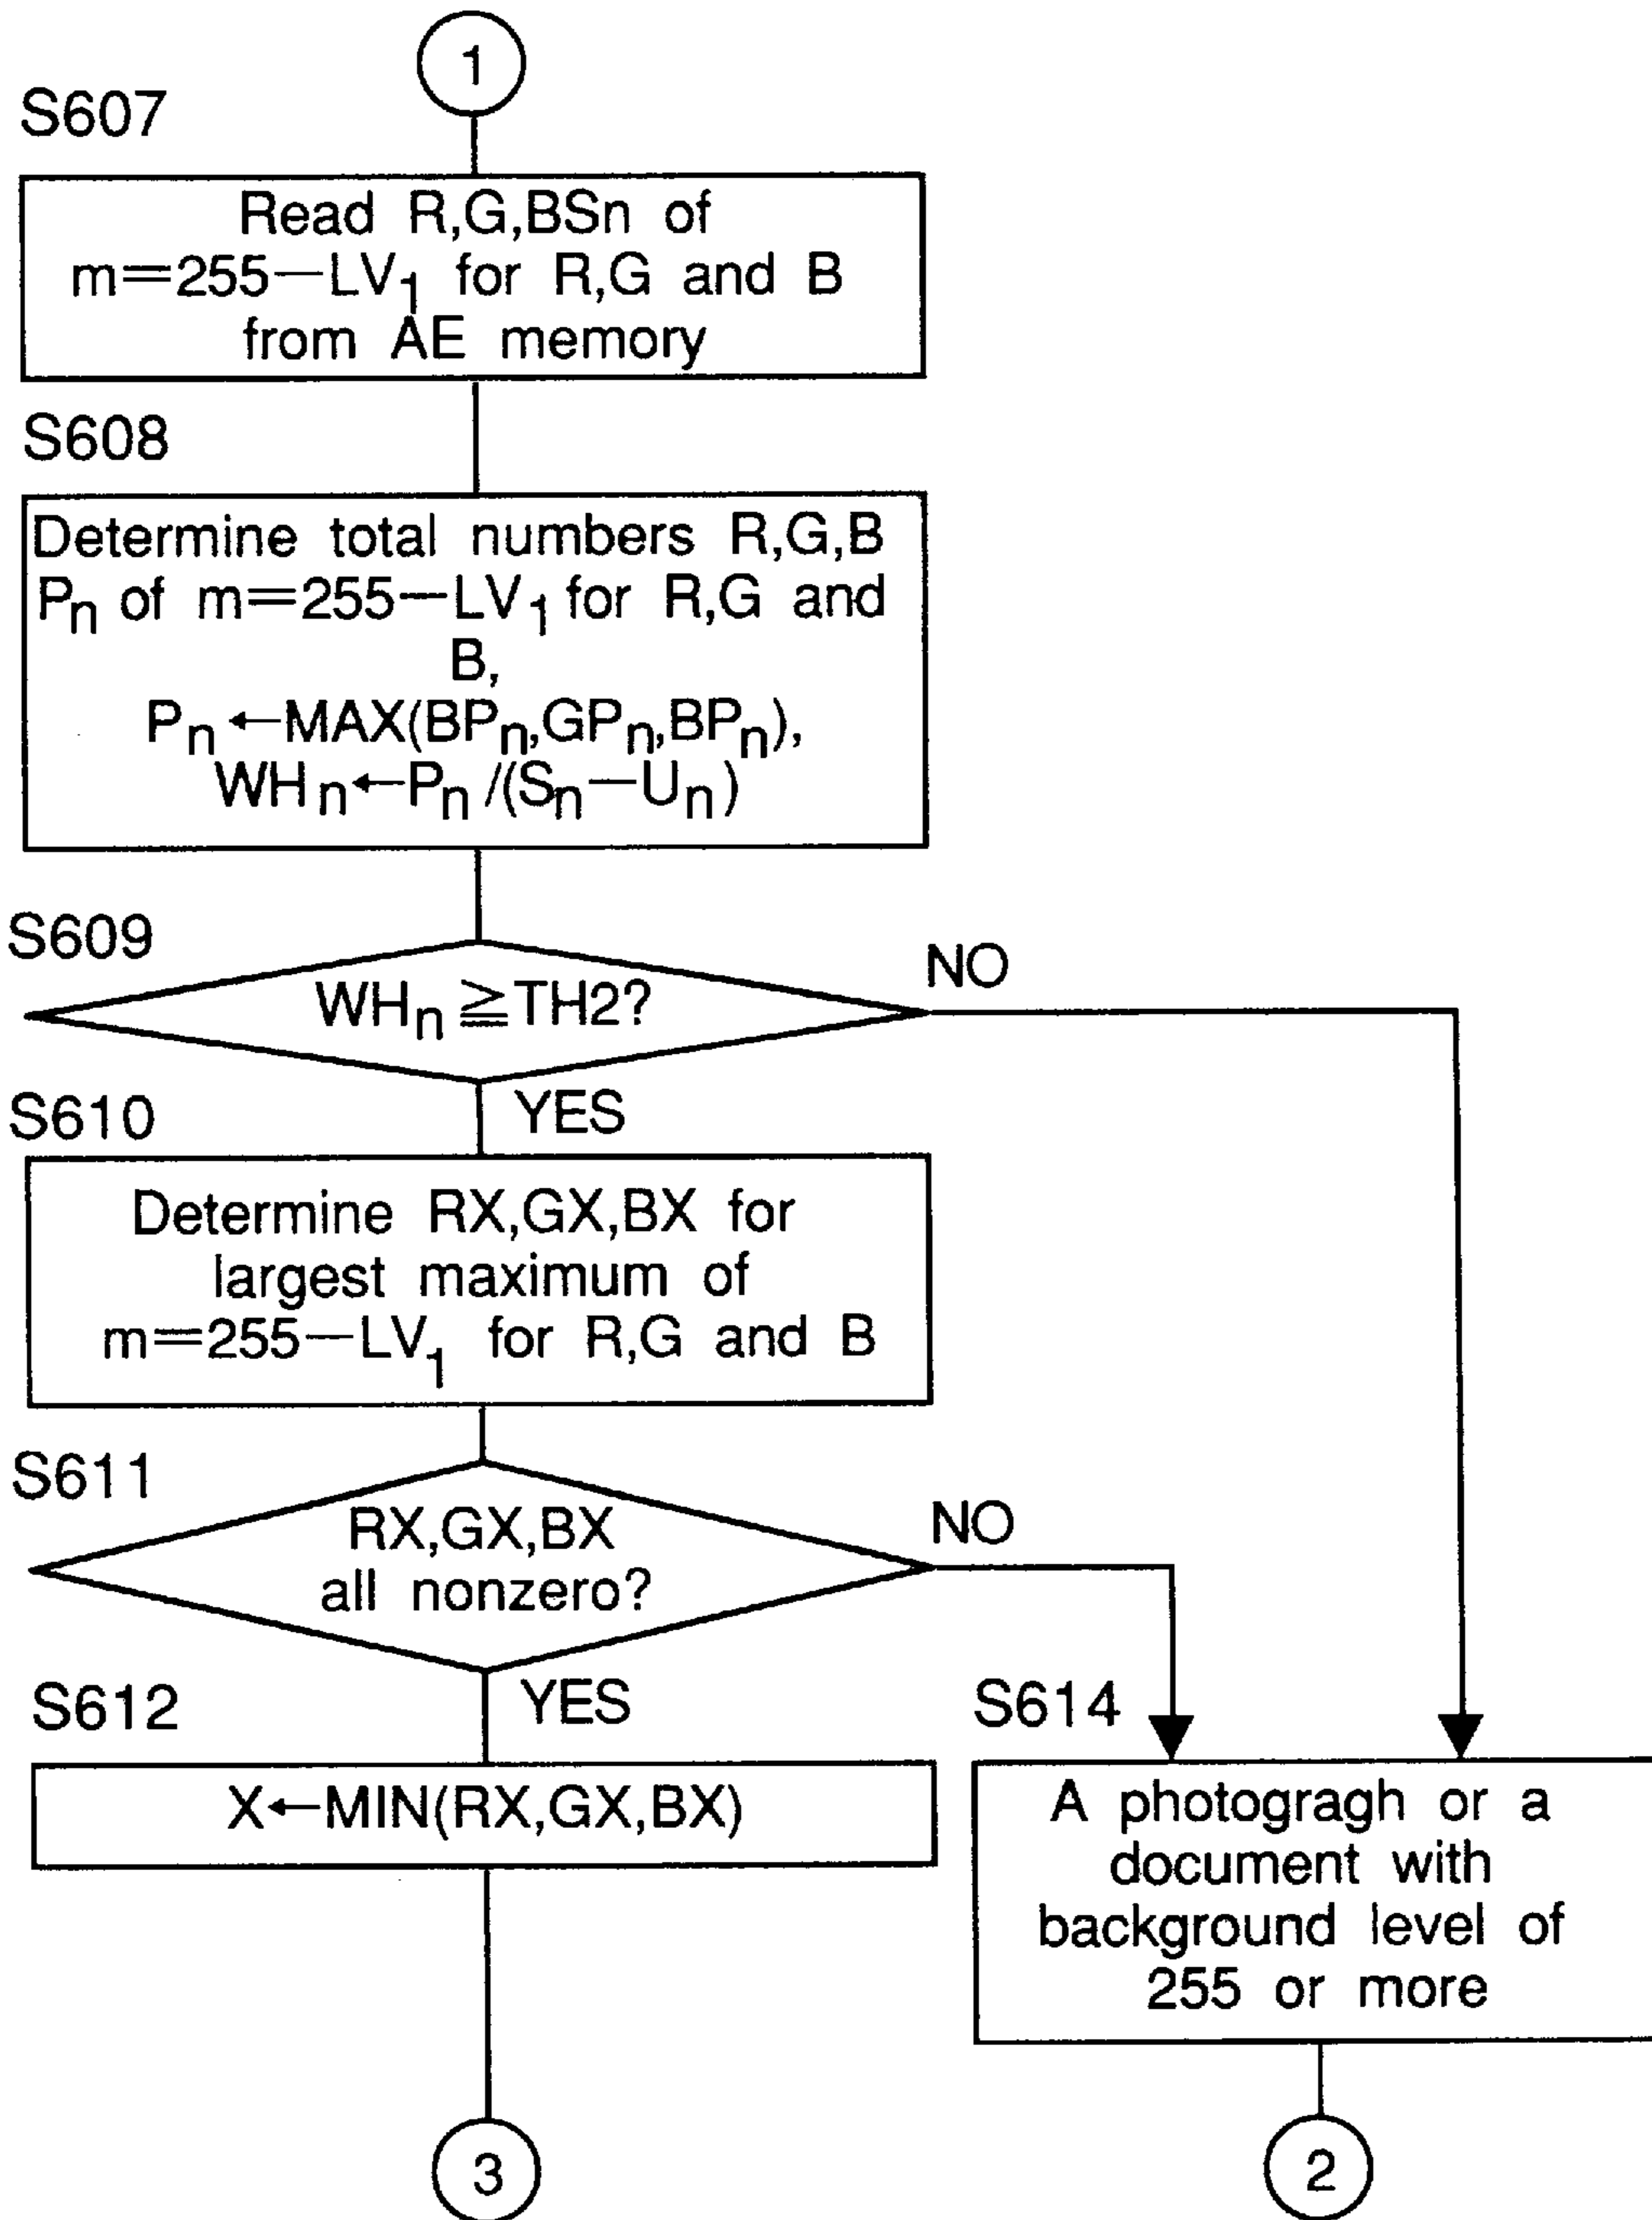 1
S607
Read R,G,BSn of
m=255—LV₁ for R,G and B
from AE memory
S608
Determine total numbers R,G,B
Pₙ of m=255—LV₁ for R,G and
B,
Pₙ←MAX(BPₙ,GPₙ,BPₙ),
WHₙ←Pₙ/(Sₙ—Uₙ)
S609
WHₙ≧TH2?
NO
YES
S610
Determine RX,GX,BX for
largest maximum of
m=255—LV₁ for R,G and B
S611
RX,GX,BX
all nonzero?
NO
YES
S612
X←MIN(RX,GX,BX)
3
S614
A photogragh or a
document with
background level of
255 or more
2